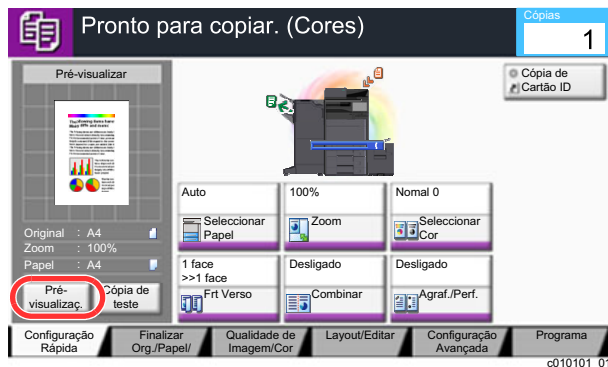 Pronto para copiar. (Cores)
Cópias
1
Pré-visualizar
Original : A4
Zoom : 100%
Papel : A4
Pré-
visualizaç.
Cópia de
teste
Cópia de
Cartão ID
Auto
Seleccionar
Papel
100%
Zoom
Nomal 0
Seleccionar
Cor
1 face
>>1 face
Frt Verso
Desligado
Combinar
Desligado
Agraf./Perf.
Configuração
Rápida
Finalizar
Org./Papel/
Qualidade de
Imagem/Cor
Layout/Editar
Configuração
Avançada
Programa
c010101_01